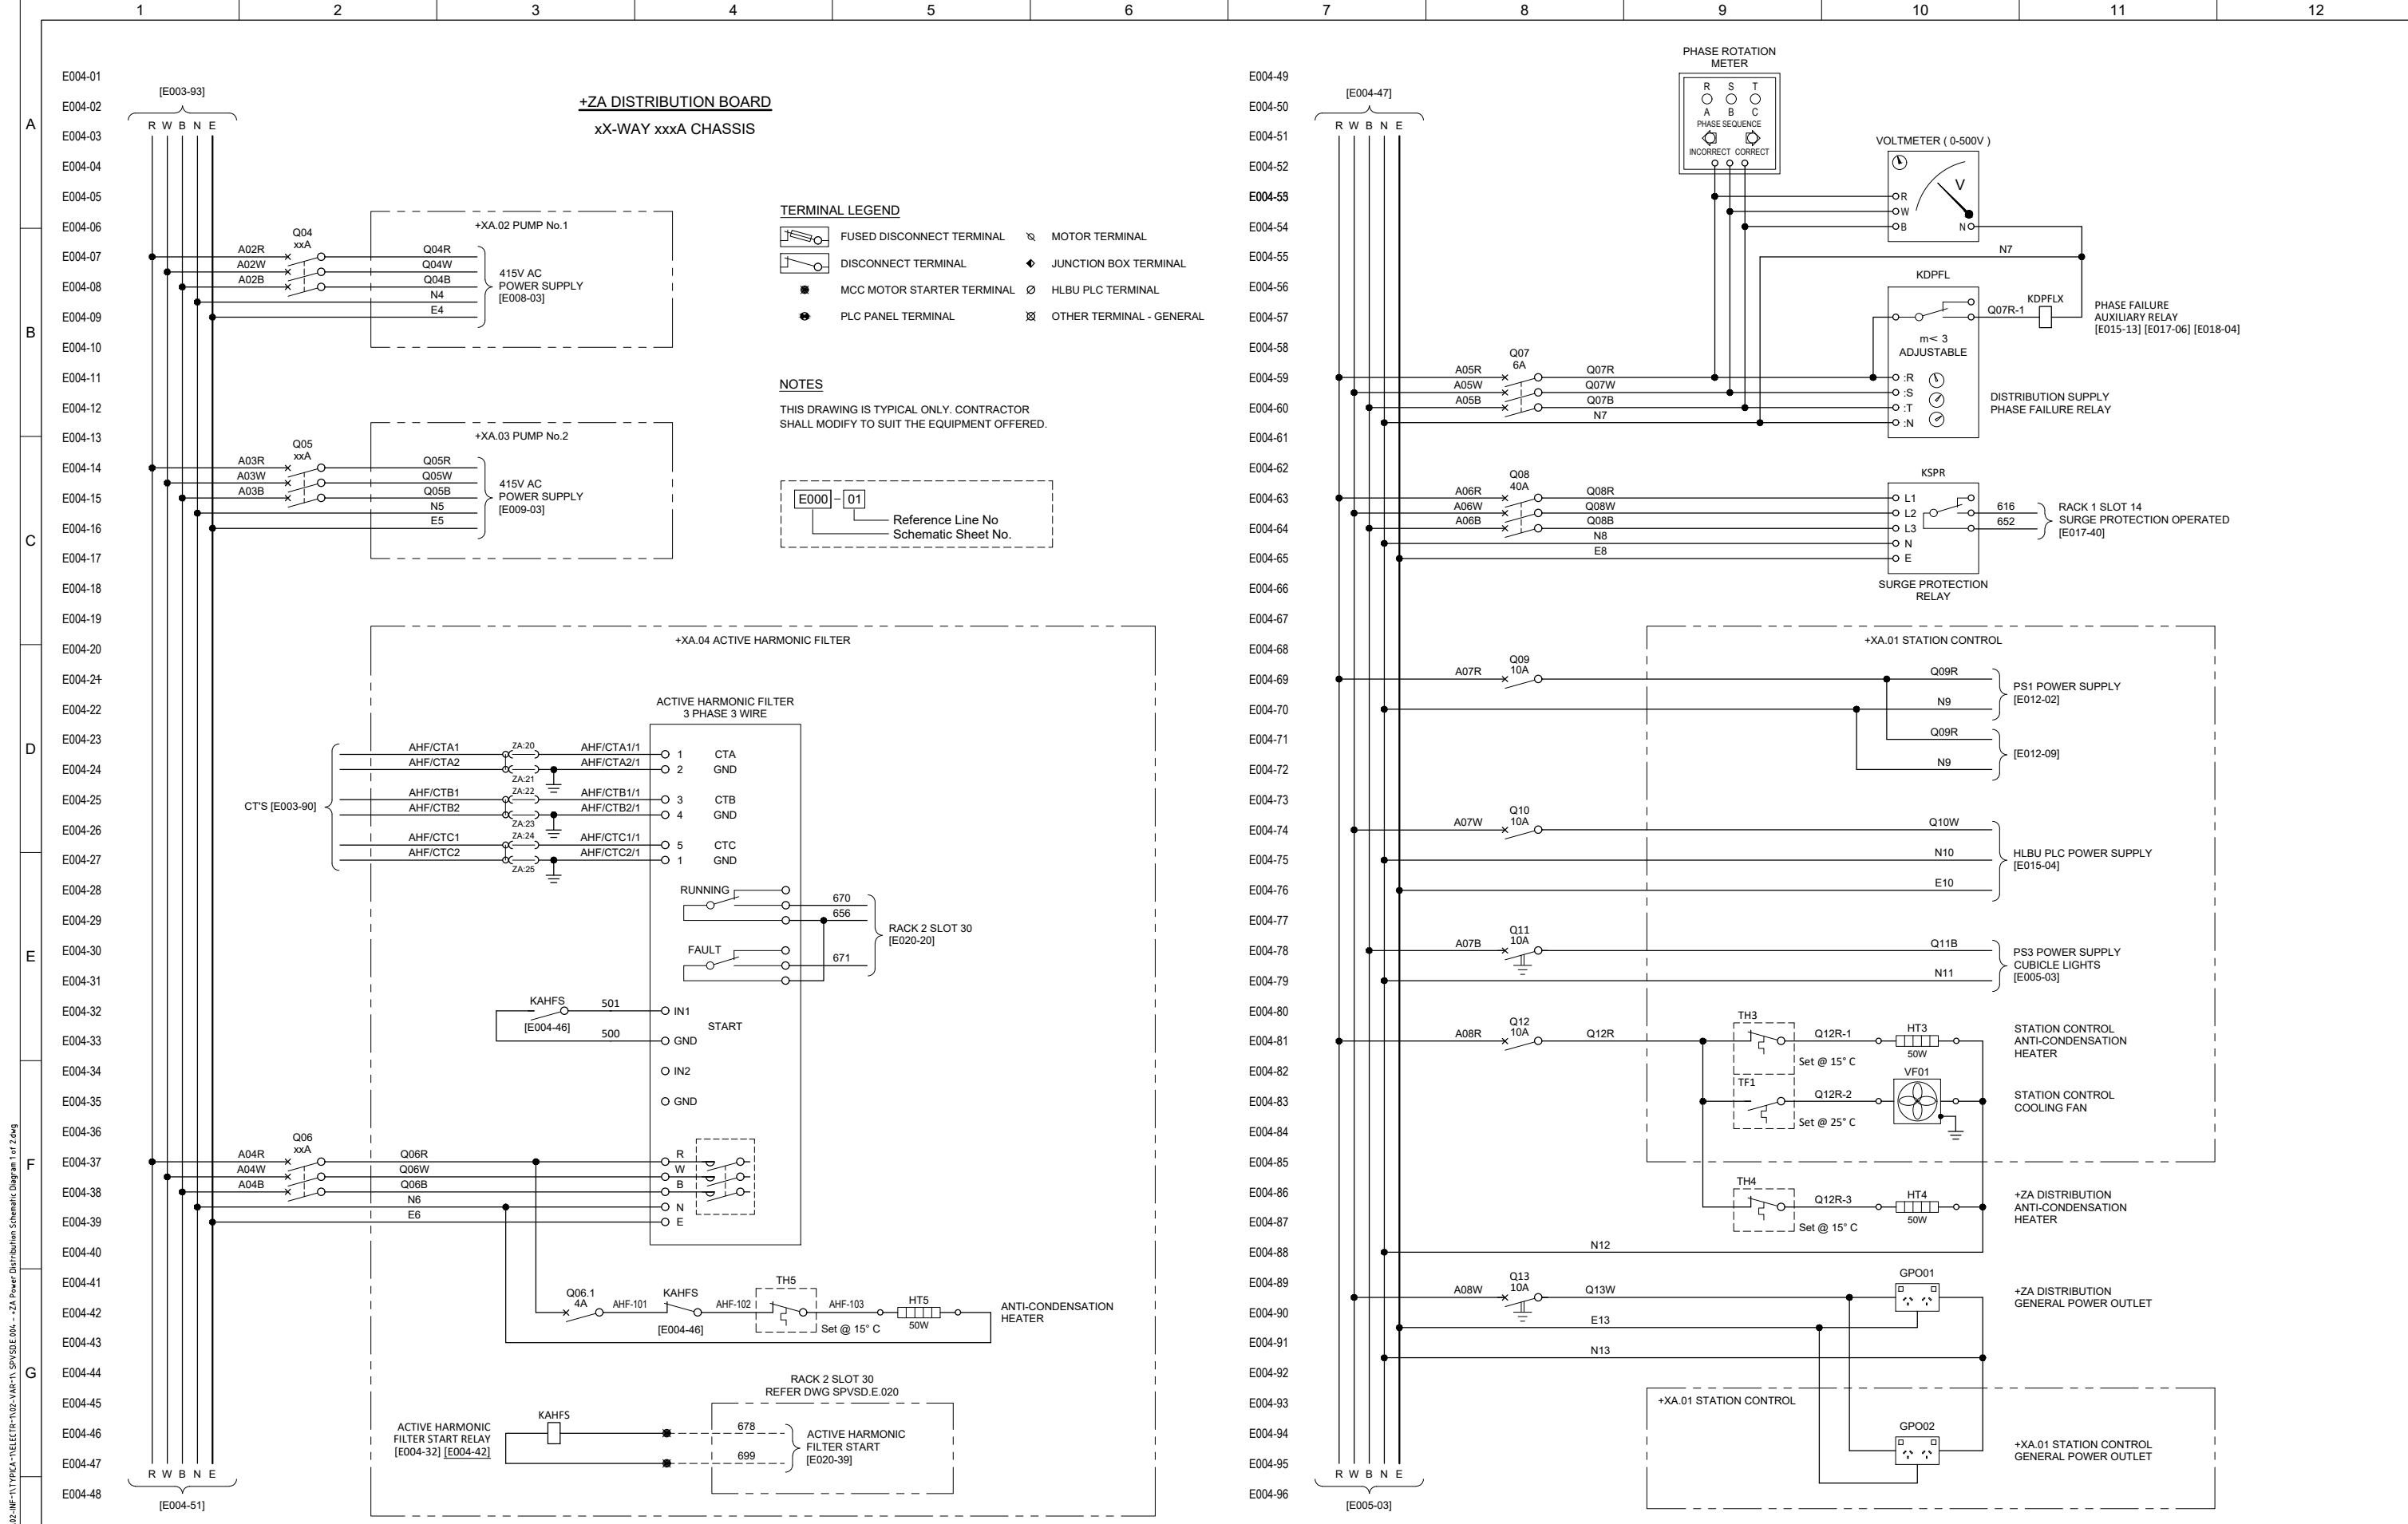 1 2 3 4 5 6 7 8 9 10 11 12
A
B
C
D
E
F
G
.02-INF~1\TYPICA~1\ELECTR~1\02-VAR~1\ SPVSD.E.004 - +ZA Power Distribution Schematic Diagram 1 of 2.dwg
E004-01
E004-02
E004-03
E004-04
E004-05
E004-06
E004-07
E004-08
E004-09
E004-10
E004-11
E004-12
E004-13
E004-14
E004-15
E004-16
E004-17
E004-18
E004-19
E004-20
E004-21
E004-22
E004-23
E004-24
E004-25
E004-26
E004-27
E004-28
E004-29
E004-30
E004-31
E004-32
E004-33
E004-34
E004-35
E004-36
E004-37
E004-38
E004-39
E004-40
E004-41
E004-42
E004-43
E004-44
E004-45
E004-46
E004-47
E004-48
[E003-93]
R W B N E
+ZA DISTRIBUTION BOARD
xX-WAY xxxA CHASSIS
+XA.02 PUMP No.1
Q04
xxA
A02R
A02W
A02B
Q04R
Q04W
Q04B
N4
E4
415V AC
POWER SUPPLY
[E008-03]
TERMINAL LEGEND
FUSED DISCONNECT TERMINAL
MOTOR TERMINAL
DISCONNECT TERMINAL
JUNCTION BOX TERMINAL
MCC MOTOR STARTER TERMINAL
HLBU PLC TERMINAL
PLC PANEL TERMINAL
OTHER TERMINAL - GENERAL
NOTES
THIS DRAWING IS TYPICAL ONLY. CONTRACTOR
SHALL MODIFY TO SUIT THE EQUIPMENT OFFERED.
+XA.03 PUMP No.2
Q05
xxA
A03R
A03W
A03B
Q05R
Q05W
Q05B
N5
E5
415V AC
POWER SUPPLY
[E009-03]
E000 - 01
Reference Line No
Schematic Sheet No.
+XA.04 ACTIVE HARMONIC FILTER
ACTIVE HARMONIC FILTER
3 PHASE 3 WIRE
CT'S [E003-90]
AHF/CTA1 ZA:20 AHF/CTA1/1 1 CTA
AHF/CTA2 ZA:21 AHF/CTA2/1 2 GND
AHF/CTB1 ZA:22 AHF/CTB1/1 3 CTB
AHF/CTB2 ZA:23 AHF/CTB2/1 4 GND
AHF/CTC1 ZA:24 AHF/CTC1/1 5 CTC
AHF/CTC2 ZA:25 AHF/CTC2/1 1 GND
RUNNING
670
656
FAULT
671
RACK 2 SLOT 30
[E020-20]
KAHFS
[E004-46]
501
500
IN1
START
GND
IN2
GND
Q06
xxA
A04R
A04W
A04B
Q06R
Q06W
Q06B
N6
E6
R
W
B
N
E
Q06.1
4A
AHF-101
KAHFS
[E004-46]
AHF-102
TH5
Set @ 15° C
AHF-103
HT5
50W
ANTI-CONDENSATION
HEATER
RACK 2 SLOT 30
REFER DWG SPVSD.E.020
ACTIVE HARMONIC
FILTER START RELAY
[E004-32] [E004-42]
KAHFS
678
699
ACTIVE HARMONIC
FILTER START
[E020-39]
R W B N E
[E004-51]
E004-49
E004-50
E004-51
E004-52
E004-53
E004-54
E004-55
E004-56
E004-57
E004-58
E004-59
E004-60
E004-61
E004-62
E004-63
E004-64
E004-65
E004-66
E004-67
E004-68
E004-69
E004-70
E004-71
E004-72
E004-73
E004-74
E004-75
E004-76
E004-77
E004-78
E004-79
E004-80
E004-81
E004-82
E004-83
E004-84
E004-85
E004-86
E004-87
E004-88
E004-89
E004-90
E004-91
E004-92
E004-93
E004-94
E004-95
E004-96
[E004-47]
R W B N E
PHASE ROTATION
METER
R S T
A B C
PHASE SEQUENCE
INCORRECT CORRECT
VOLTMETER ( 0-500V )
V
R
W
B
N
N7
KDPFL
Q07R-1
KDPFLX
PHASE FAILURE
AUXILIARY RELAY
[E015-13] [E017-06] [E018-04]
m< 3
ADJUSTABLE
:R
:S
:T
:N
DISTRIBUTION SUPPLY
PHASE FAILURE RELAY
Q07
6A
A05R
A05W
A05B
Q07R
Q07W
Q07B
N7
Q08
40A
A06R
A06W
A06B
Q08R
Q08W
Q08B
N8
E8
KSPR
L1
L2
L3
N
E
616
652
RACK 1 SLOT 14
SURGE PROTECTION OPERATED
[E017-40]
SURGE PROTECTION
RELAY
+XA.01 STATION CONTROL
A07R
Q09
10A
Q09R
N9
PS1 POWER SUPPLY
[E012-02]
Q09R
N9
[E012-09]
A07W
Q10
10A
Q10W
N10
E10
HLBU PLC POWER SUPPLY
[E015-04]
A07B
Q11
10A
Q11B
N11
PS3 POWER SUPPLY
CUBICLE LIGHTS
[E005-03]
A08R
Q12
10A
Q12R
TH3
Set @ 15° C
Q12R-1
HT3
50W
STATION CONTROL
ANTI-CONDENSATION
HEATER
TF1
Set @ 25° C
Q12R-2
VF01
STATION CONTROL
COOLING FAN
TH4
Set @ 15° C
Q12R-3
HT4
50W
+ZA DISTRIBUTION
ANTI-CONDENSATION
HEATER
N12
A08W
Q13
10A
Q13W
E13
N13
GPO01
+ZA DISTRIBUTION
GENERAL POWER OUTLET
+XA.01 STATION CONTROL
GPO02
+XA.01 STATION CONTROL
GENERAL POWER OUTLET
R W B N E
[E005-03]